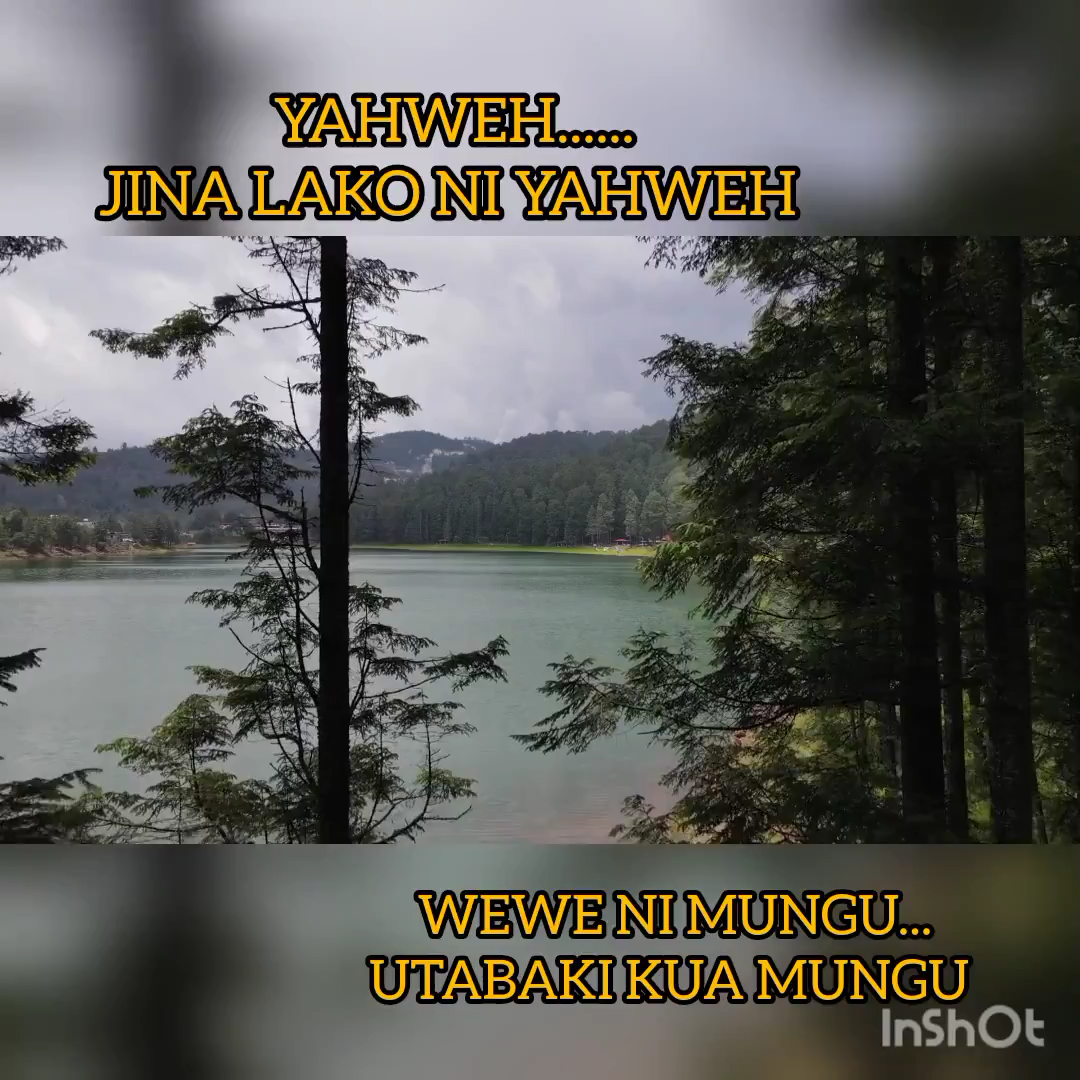 YAHWEH......
JINA LAKO NI YAHWEH
WEWE NI MUNGU...
UTABAKI KUA MUNGU
InShOt